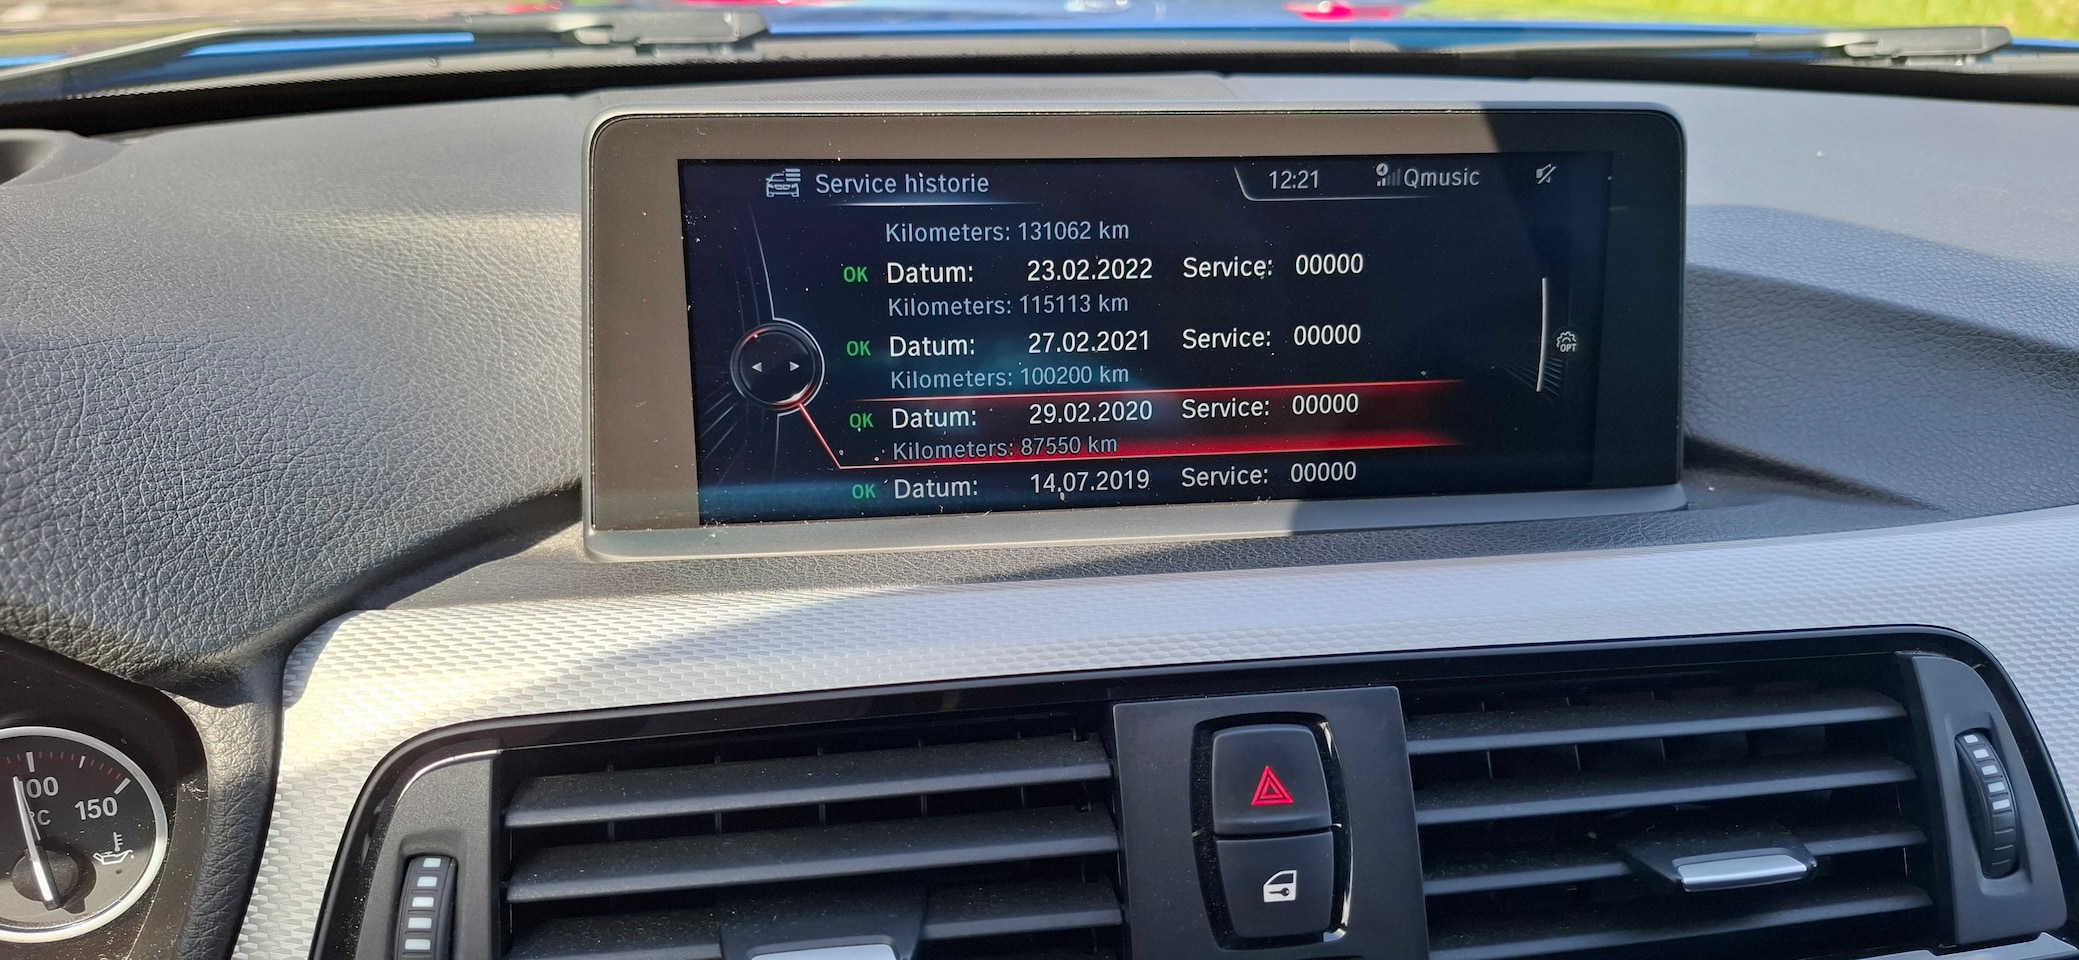 Service historie 12:21 Qmusic
Kilometers: 131062 km
OK Datum: 23.02.2022 Service: 00000
Kilometers: 115113 km
OK Datum: 27.02.2021 Service: 00000
Kilometers: 100200 km
OK Datum: 29.02.2020 Service: 00000
Kilometers: 87550 km
OK Datum: 14.07.2019 Service: 00000
OPT
100
150
°C